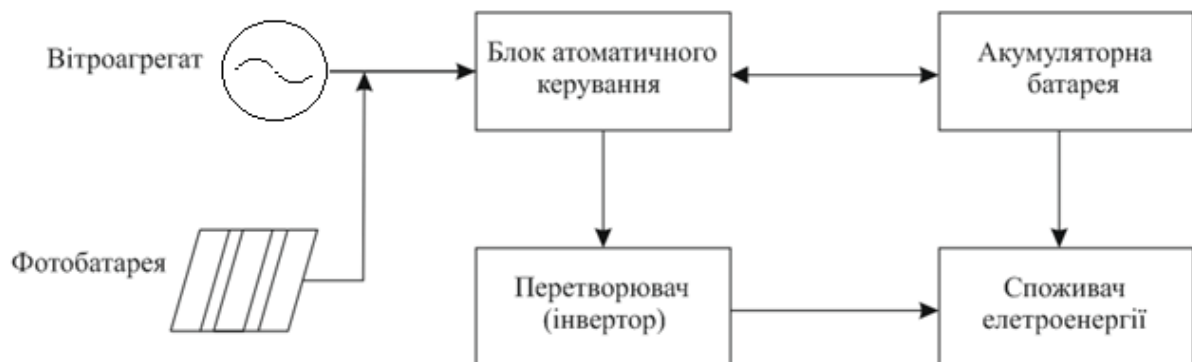 Вітроагрегат
Блок атоматичного
керування
Акумуляторна
батарея
Фотобатарея
Перетворювач
(інвертор)
Споживач
елетроенергії